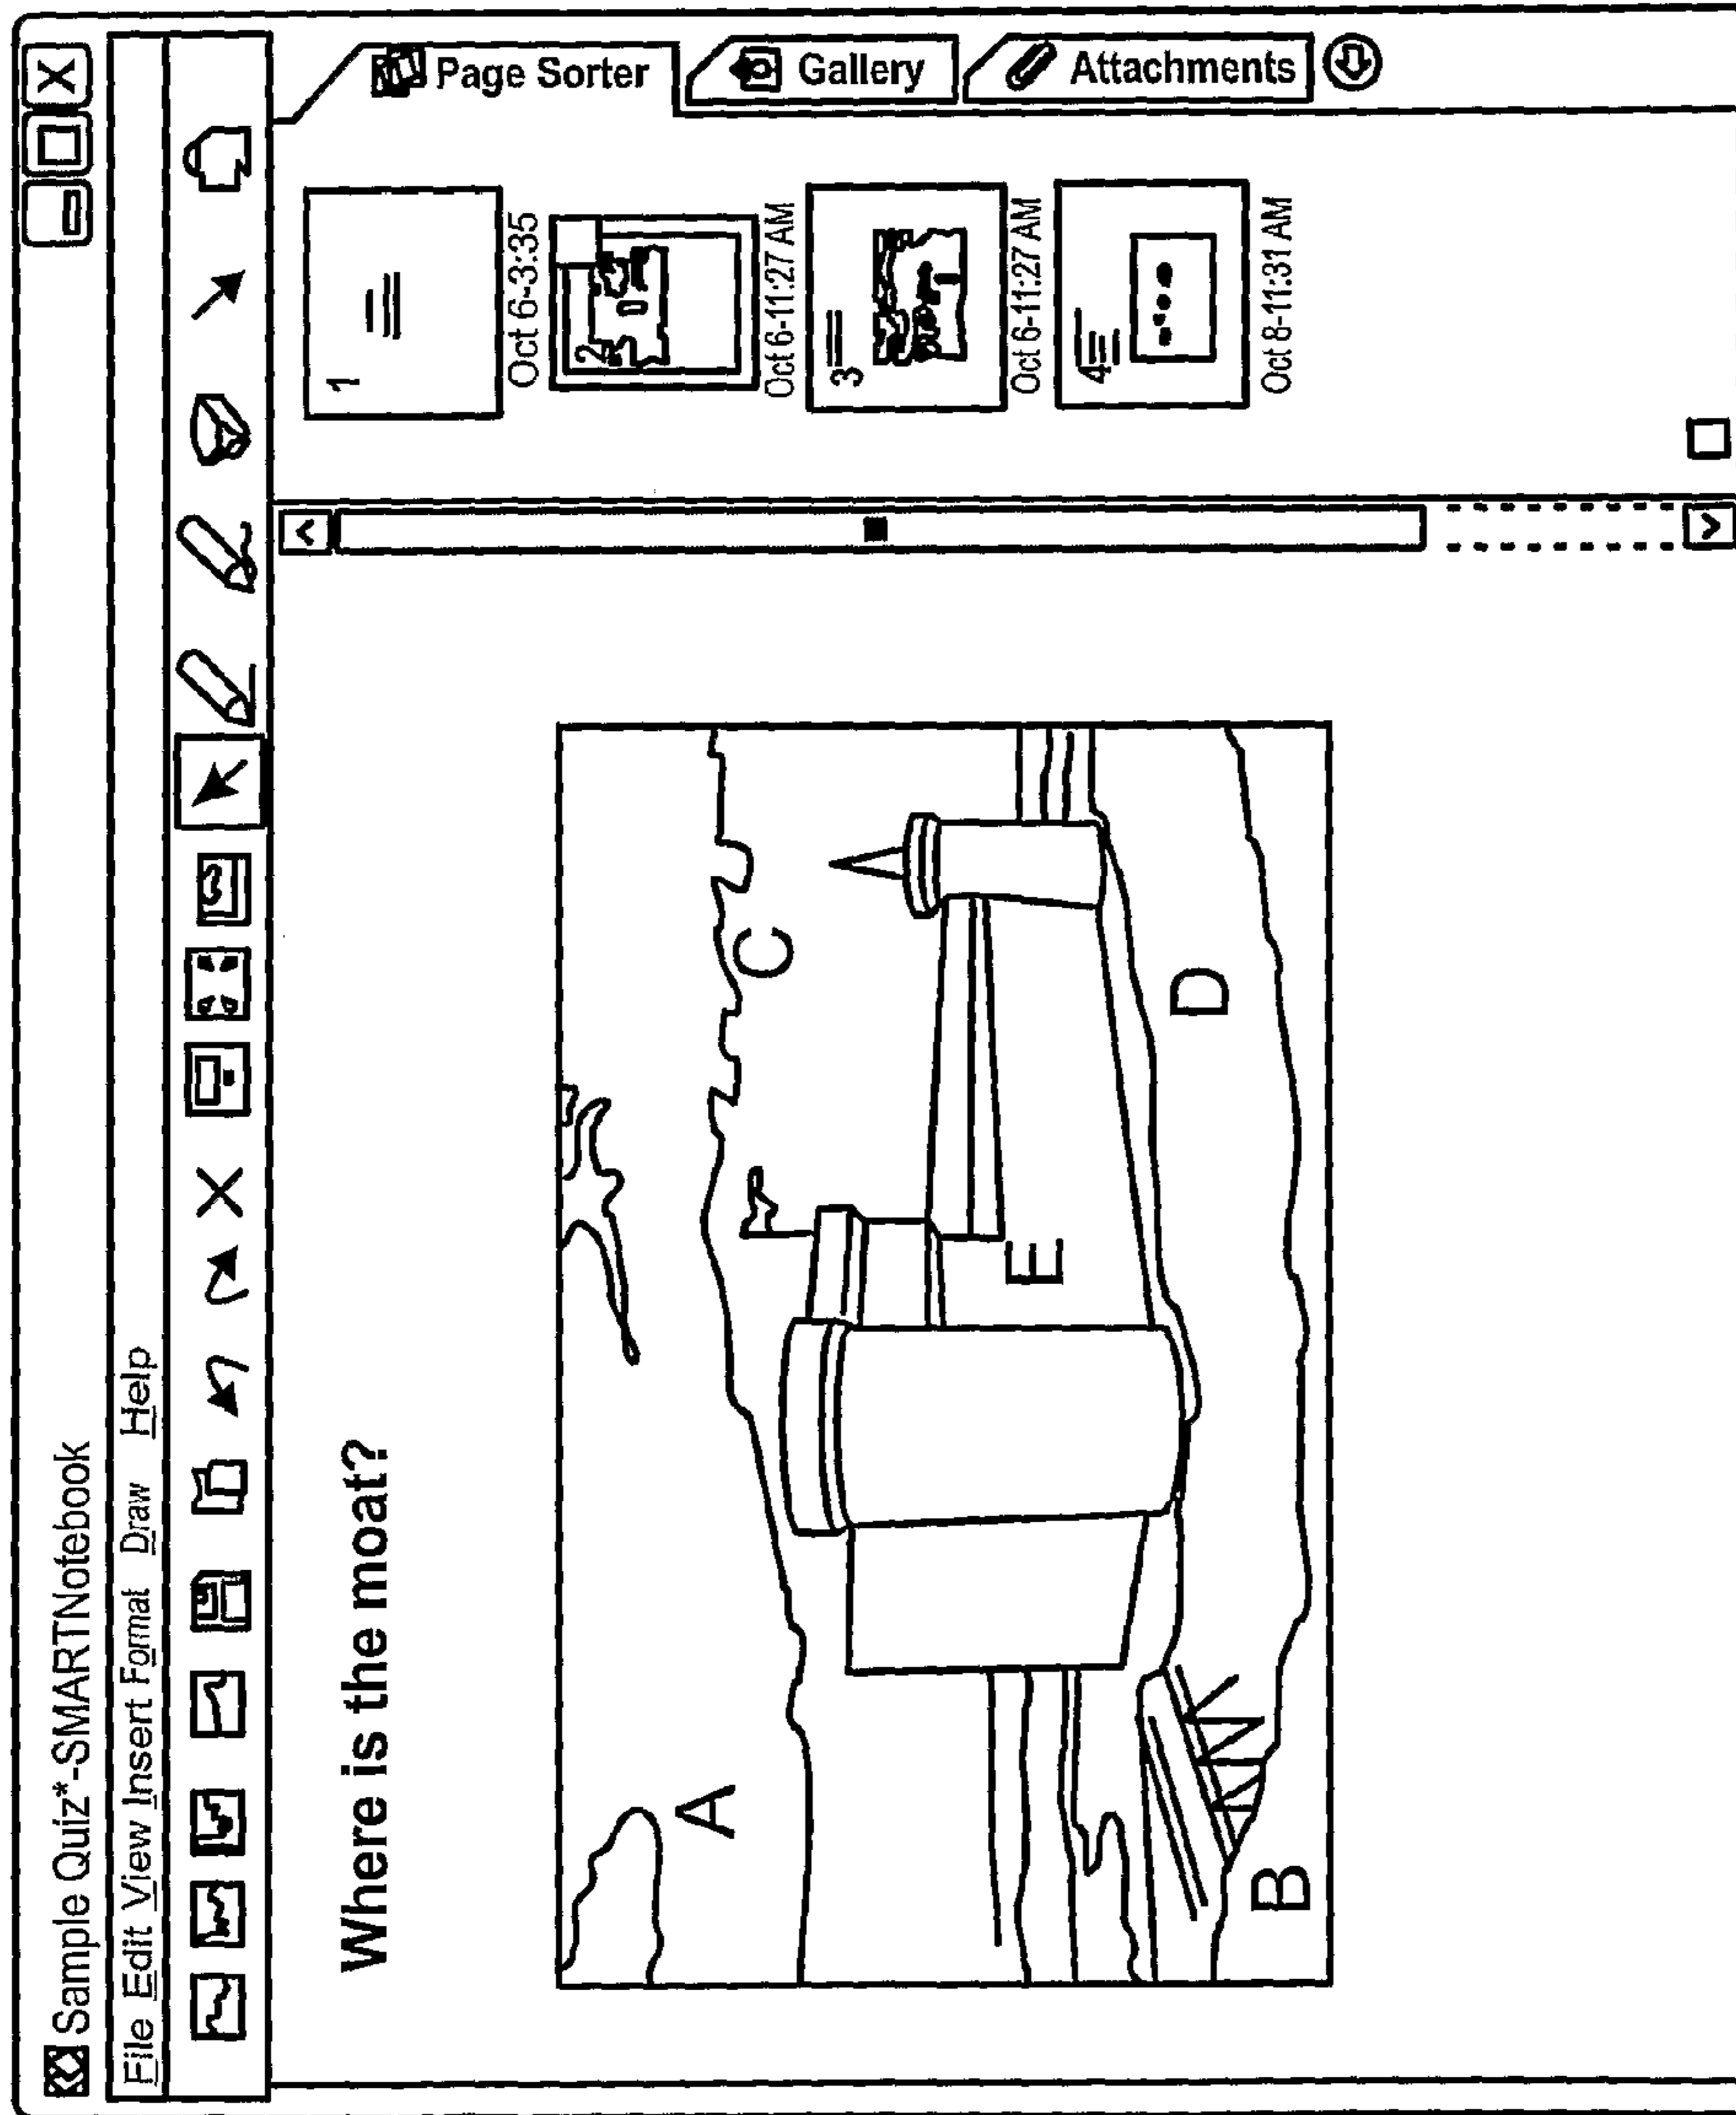 Sample Quiz*-SMARTNotebook
X
File Edit View Insert Format Draw Help
Page Sorter
Gallery
Attachments
Where is the moat?
A
B
C
D
E
1
Oct 6-3:35
2
Oct 6-11:27 AM
3
Oct 6-11:27 AM
4
Oct 8-11:31 AM